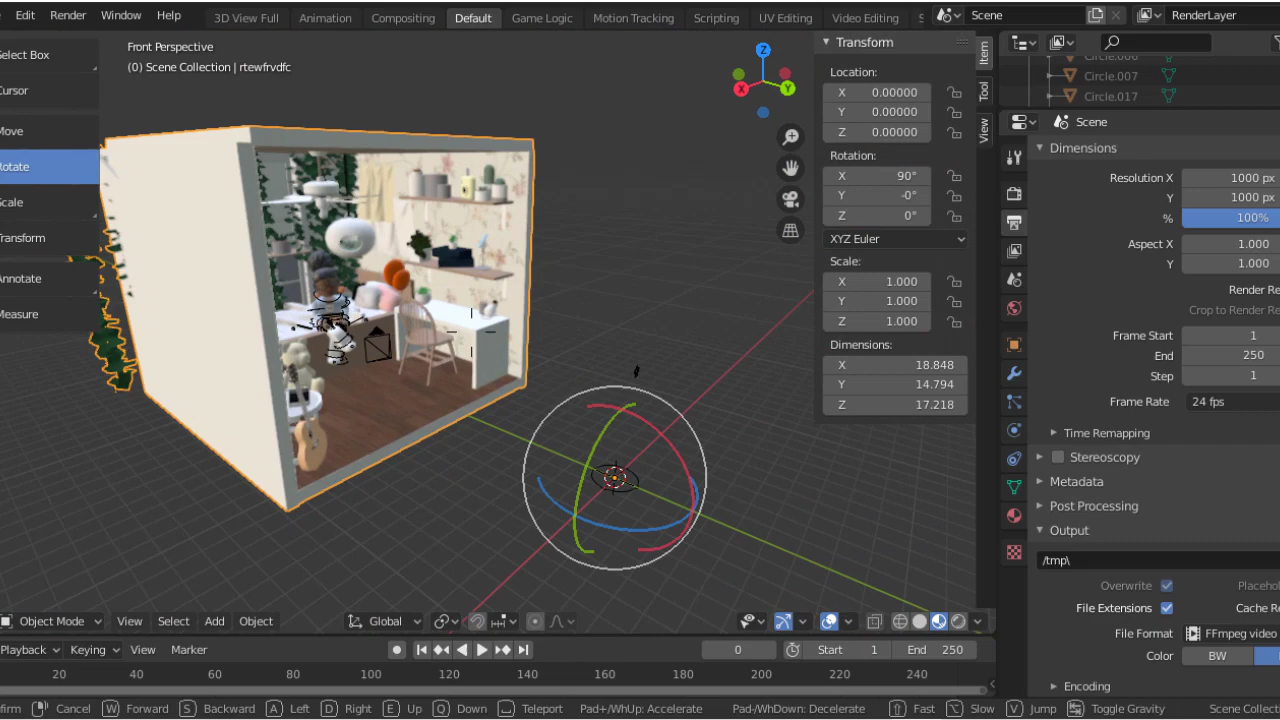 Edit Render Window Help 3D View Full Animation Compositing Default Game Logic Motion Tracking Scripting UV Editing Video Editing Scene RenderLayer
Select Box
Cursor
Move
Rotate
Scale
Transform
Annotate
Measure
Front Perspective
(0) Scene Collection | rtewfrvdfc
Z
X
Y
Transform
Location:
X 0.00000
Y 0.00000
Z 0.00000
Rotation:
X 90°
Y -0°
Z 0°
XYZ Euler
Scale:
X 1.000
Y 1.000
Z 1.000
Dimensions:
X 18.848
Y 14.794
Z 17.218
Item
Tool
View
Circle.006
Circle.007
Circle.017
Scene
Dimensions
Resolution X 1000 px
Y 1000 px
% 100%
Aspect X 1.000
Y 1.000
Render Re
Crop to Render Re
Frame Start 1
End 250
Step 1
Frame Rate 24 fps
Time Remapping
Stereoscopy
Metadata
Post Processing
Output
/tmp\
Overwrite Placeho
File Extensions Cache Re
File Format FFmpeg video
Color BW
Encoding
Object Mode View Select Add Object Global
Playback Keying View Marker 0 Start 1 End 250
20 40 60 80 100 120 140 160 180 200 220 240
nfirm Cancel W Forward S Backward A Left D Right E Up Q Down Teleport Pad+/WhUp: Accelerate Pad-/WhDown: Decelerate Fast Slow V Jump Toggle Gravity Scene Collect